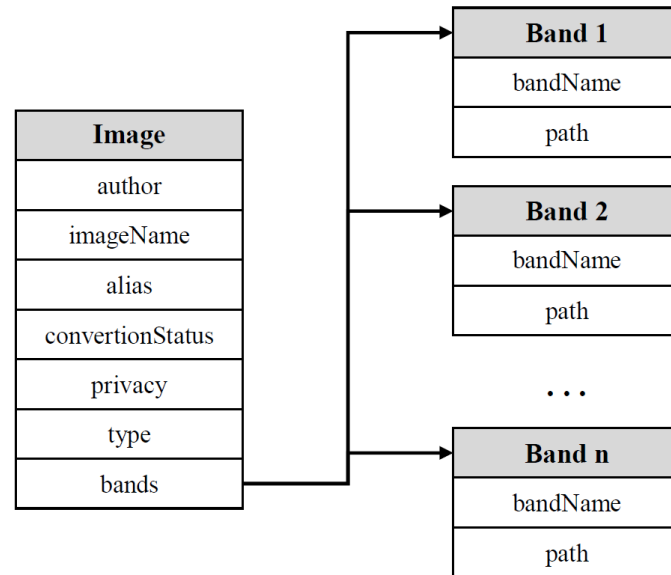 Image
author
imageName
alias
convertionStatus
privacy
type
bands
Band 1
bandName
path
Band 2
bandName
path
...
Band n
bandName
path